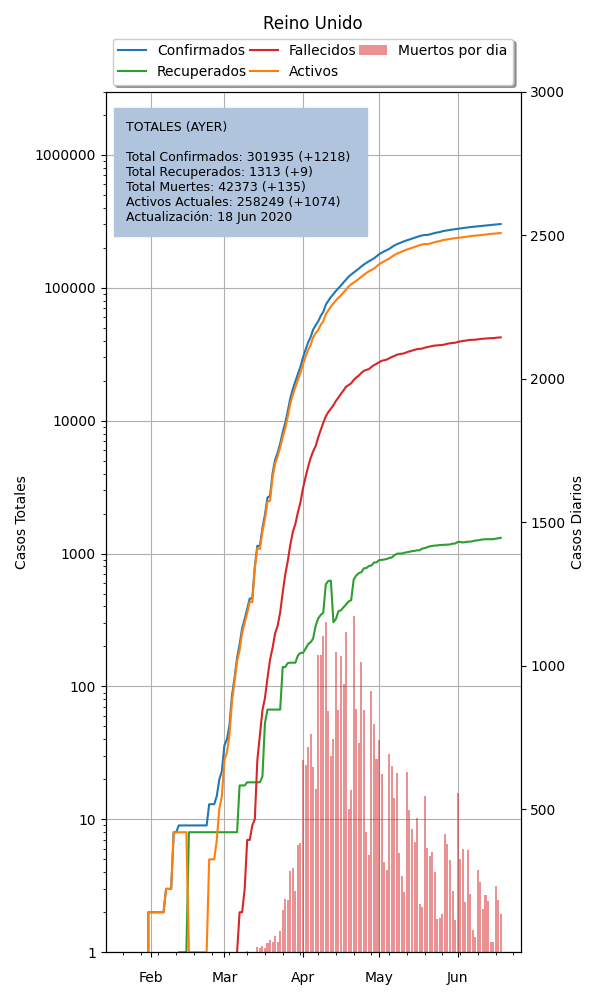 Reino Unido
Confirmados Fallecidos Muertos por dia
Recuperados Activos
TOTALES (AYER)
Total Confirmados: 301935 (+1218)
Total Recuperados: 1313 (+9)
Total Muertes: 42373 (+135)
Activos Actuales: 258249 (+1074)
Actualización: 18 Jun 2020
1000000
100000
10000
1000
100
10
1
Casos Totales
3000
2500
2000
1500
1000
500
Casos Diarios
Feb Mar Apr May Jun